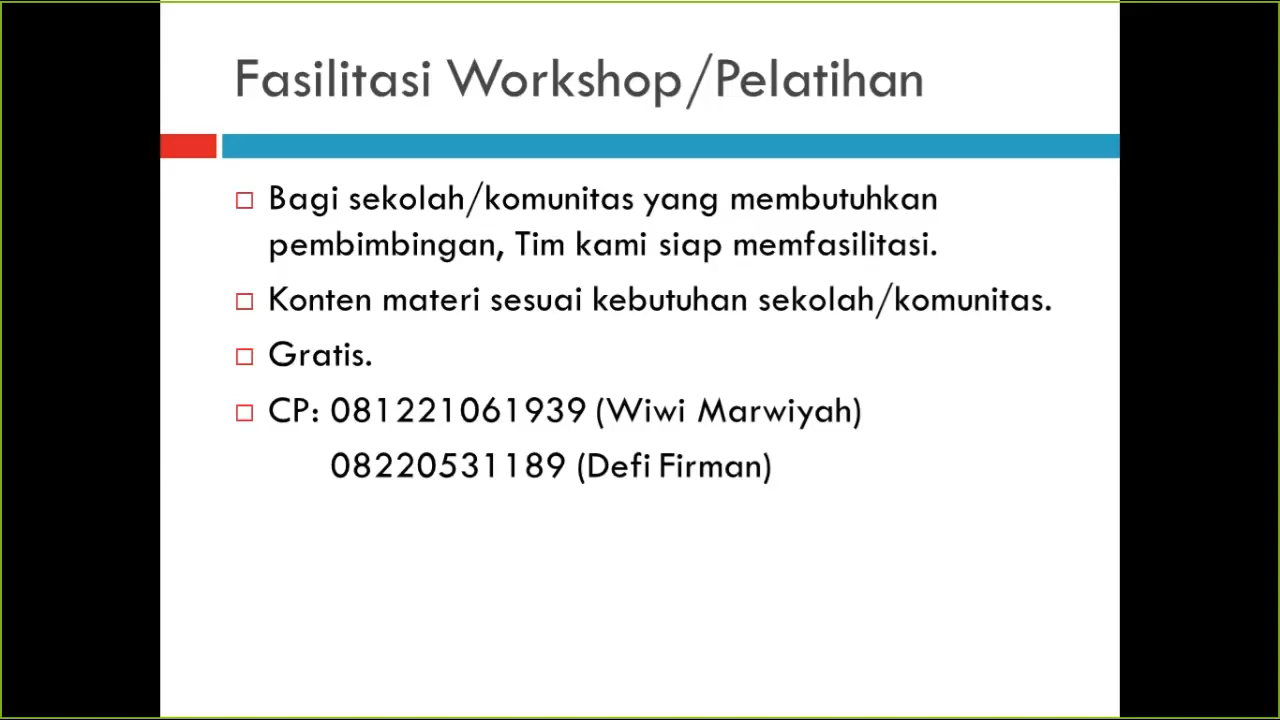 Fasilitasi Workshop/Pelatihan
Bagi sekolah/komunitas yang membutuhkan
pembimbingan, Tim kami siap memfasilitasi.
Konten materi sesuai kebutuhan sekolah/komunitas.
Gratis.
CP: 081221061939 (Wiwi Marwiyah)
08220531189 (Defi Firman)